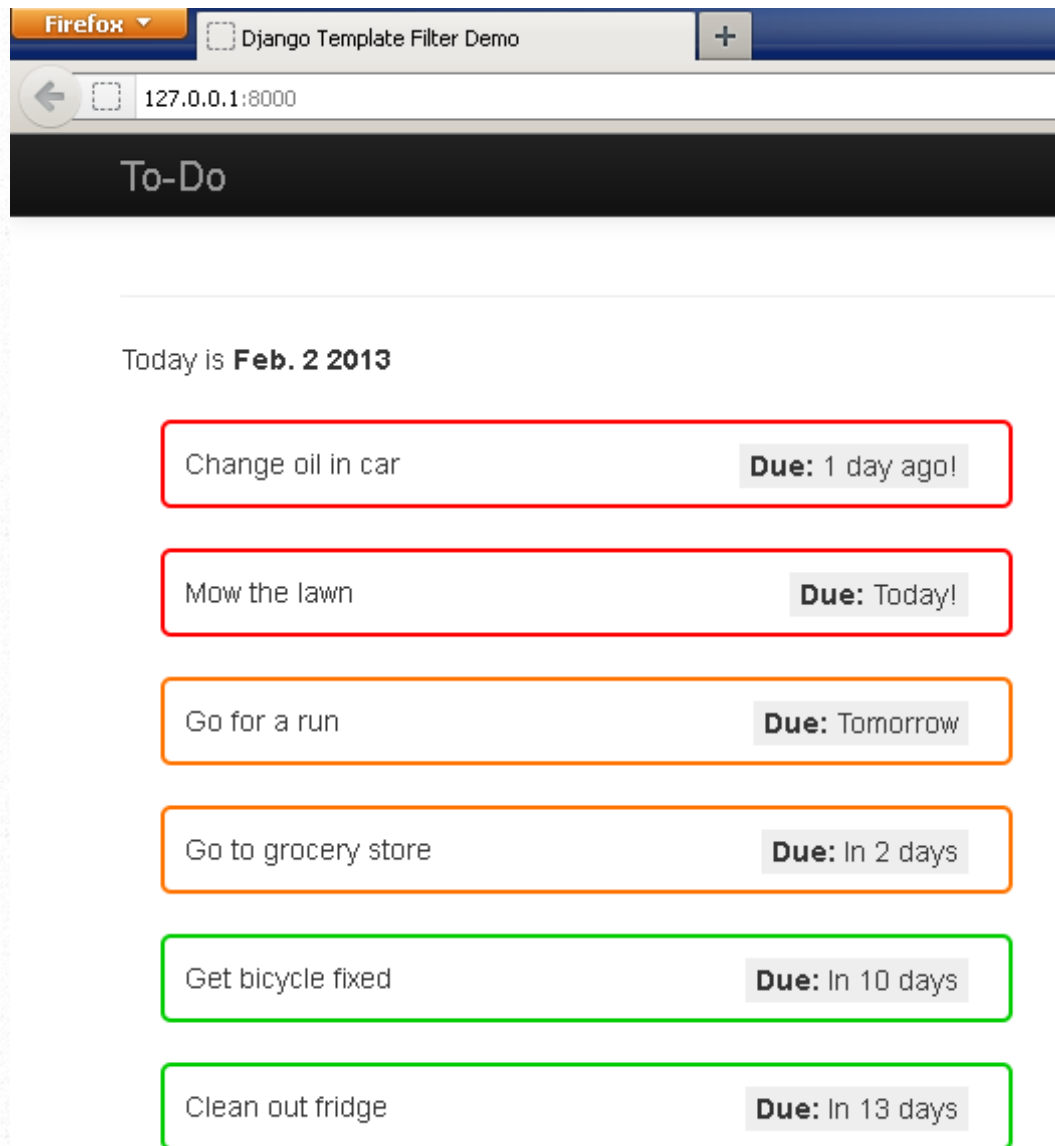 Firefox
Django Template Filter Demo
+
127.0.0.1:8000
To-Do
Today is Feb. 2 2013
Change oil in car Due: 1 day ago!
Mow the lawn Due: Today!
Go for a run Due: Tomorrow
Go to grocery store Due: In 2 days
Get bicycle fixed Due: In 10 days
Clean out fridge Due: In 13 days